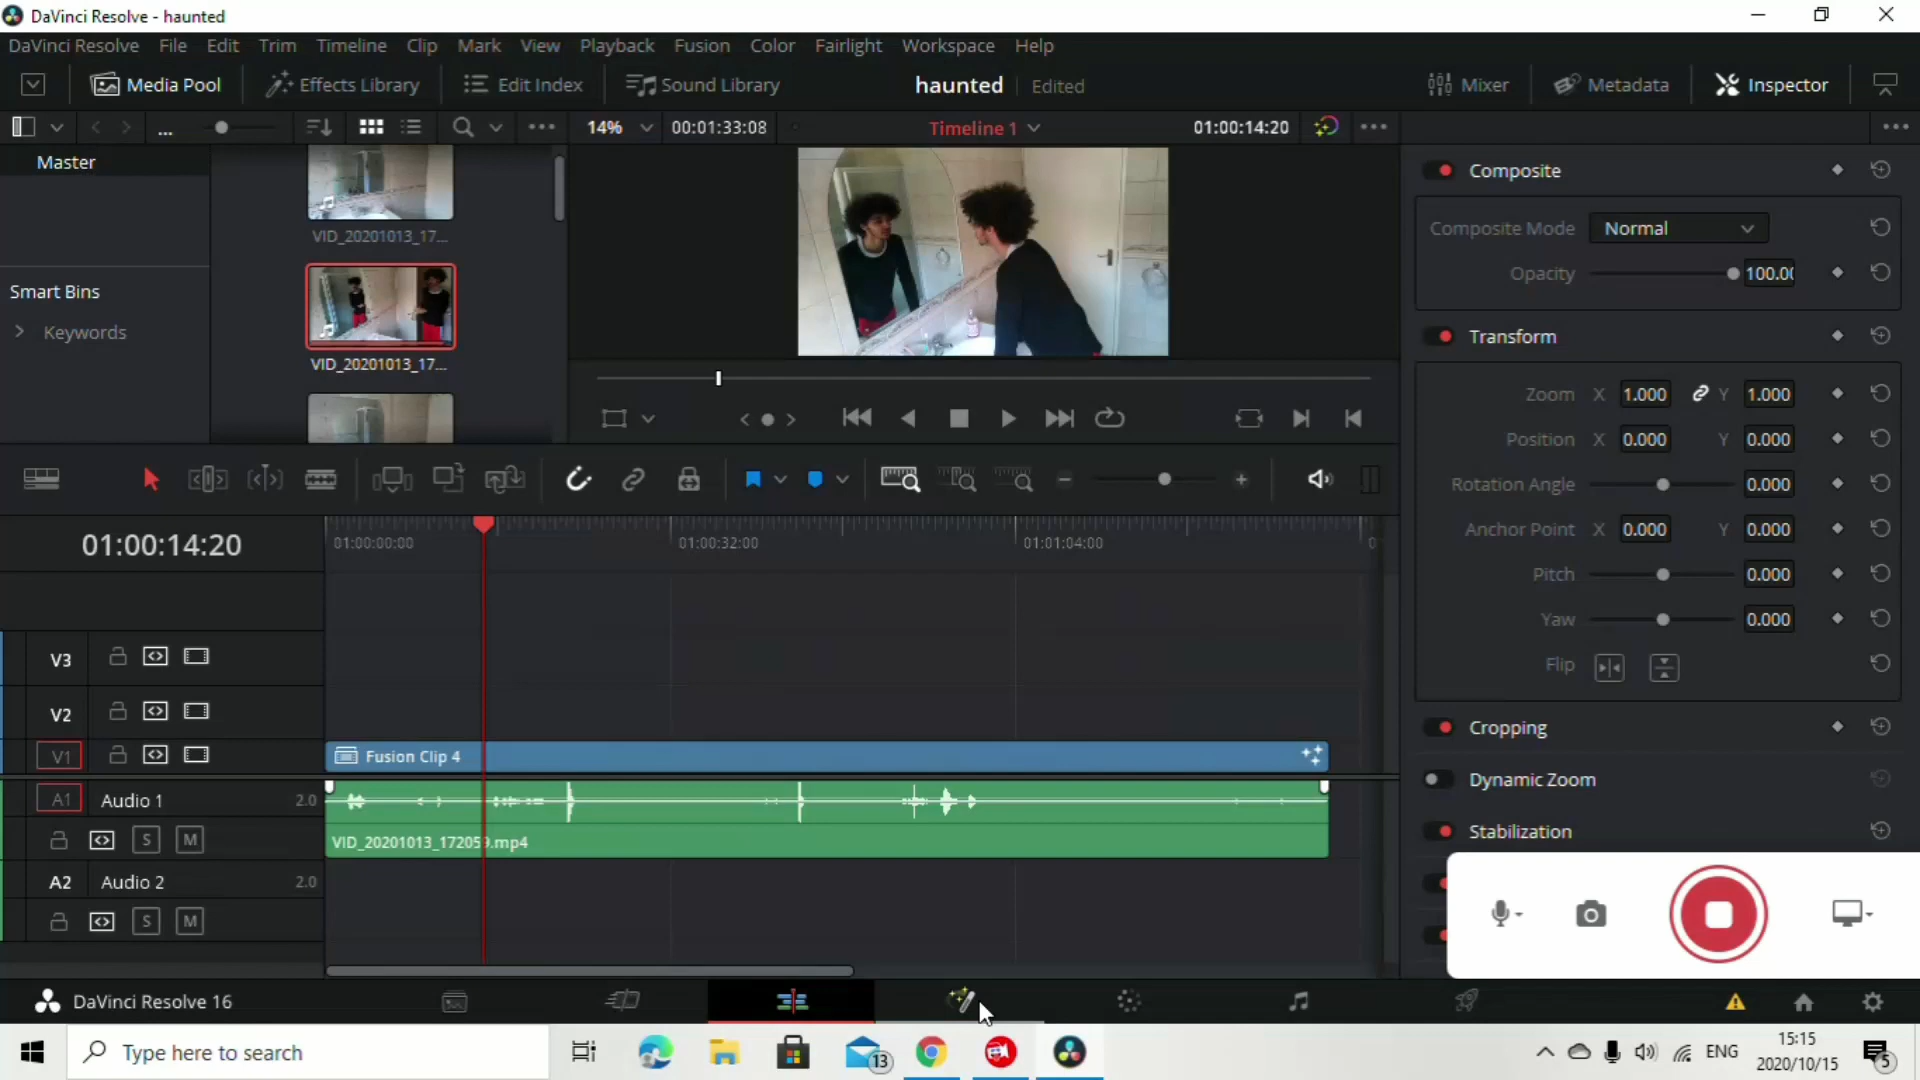 DaVinci Resolve - haunted
DaVinci Resolve File Edit Trim Timeline Clip Mark View Playback Fusion Color Fairlight Workspace Help
Media Pool Effects Library Edit Index Sound Library haunted Edited Mixer Metadata Inspector
... 14% 00:01:33:08 Timeline 1 01:00:14:20
Master
VID_20201013_17...
Smart Bins
Keywords
VID_20201013_17...
Composite
Composite Mode Normal
Opacity 100.00
Transform
Zoom X 1.000 Y 1.000
Position X 0.000 Y 0.000
Rotation Angle 0.000
Anchor Point X 0.000 Y 0.000
Pitch 0.000
Yaw 0.000
Flip
Cropping
Dynamic Zoom
Stabilization
01:00:14:20
01:00:00:00 01:00:32:00 01:01:04:00 0
V3
V2
V1 Fusion Clip 4
A1 Audio 1 2.0
S M VID_20201013_172059.mp4
A2 Audio 2 2.0
S M
DaVinci Resolve 16
Type here to search
13
ENG
15:15
2020/10/15
5